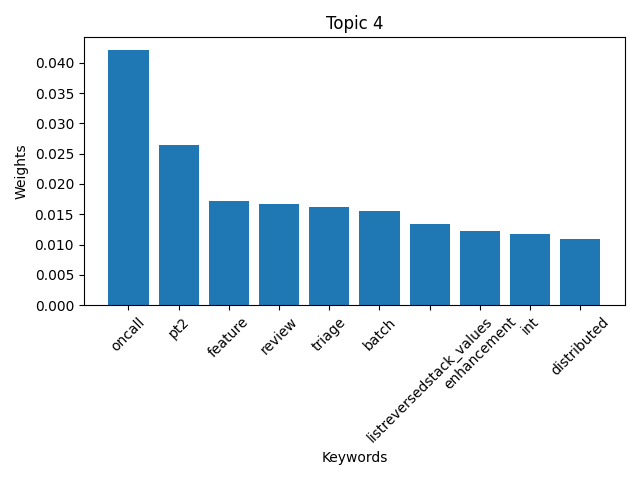 Topic 4
Weights
0.040
0.035
0.030
0.025
0.020
0.015
0.010
0.005
0.000
oncall
pt2
feature
review
triage
batch
listreversedstack_values
enhancement
int
distributed
Keywords